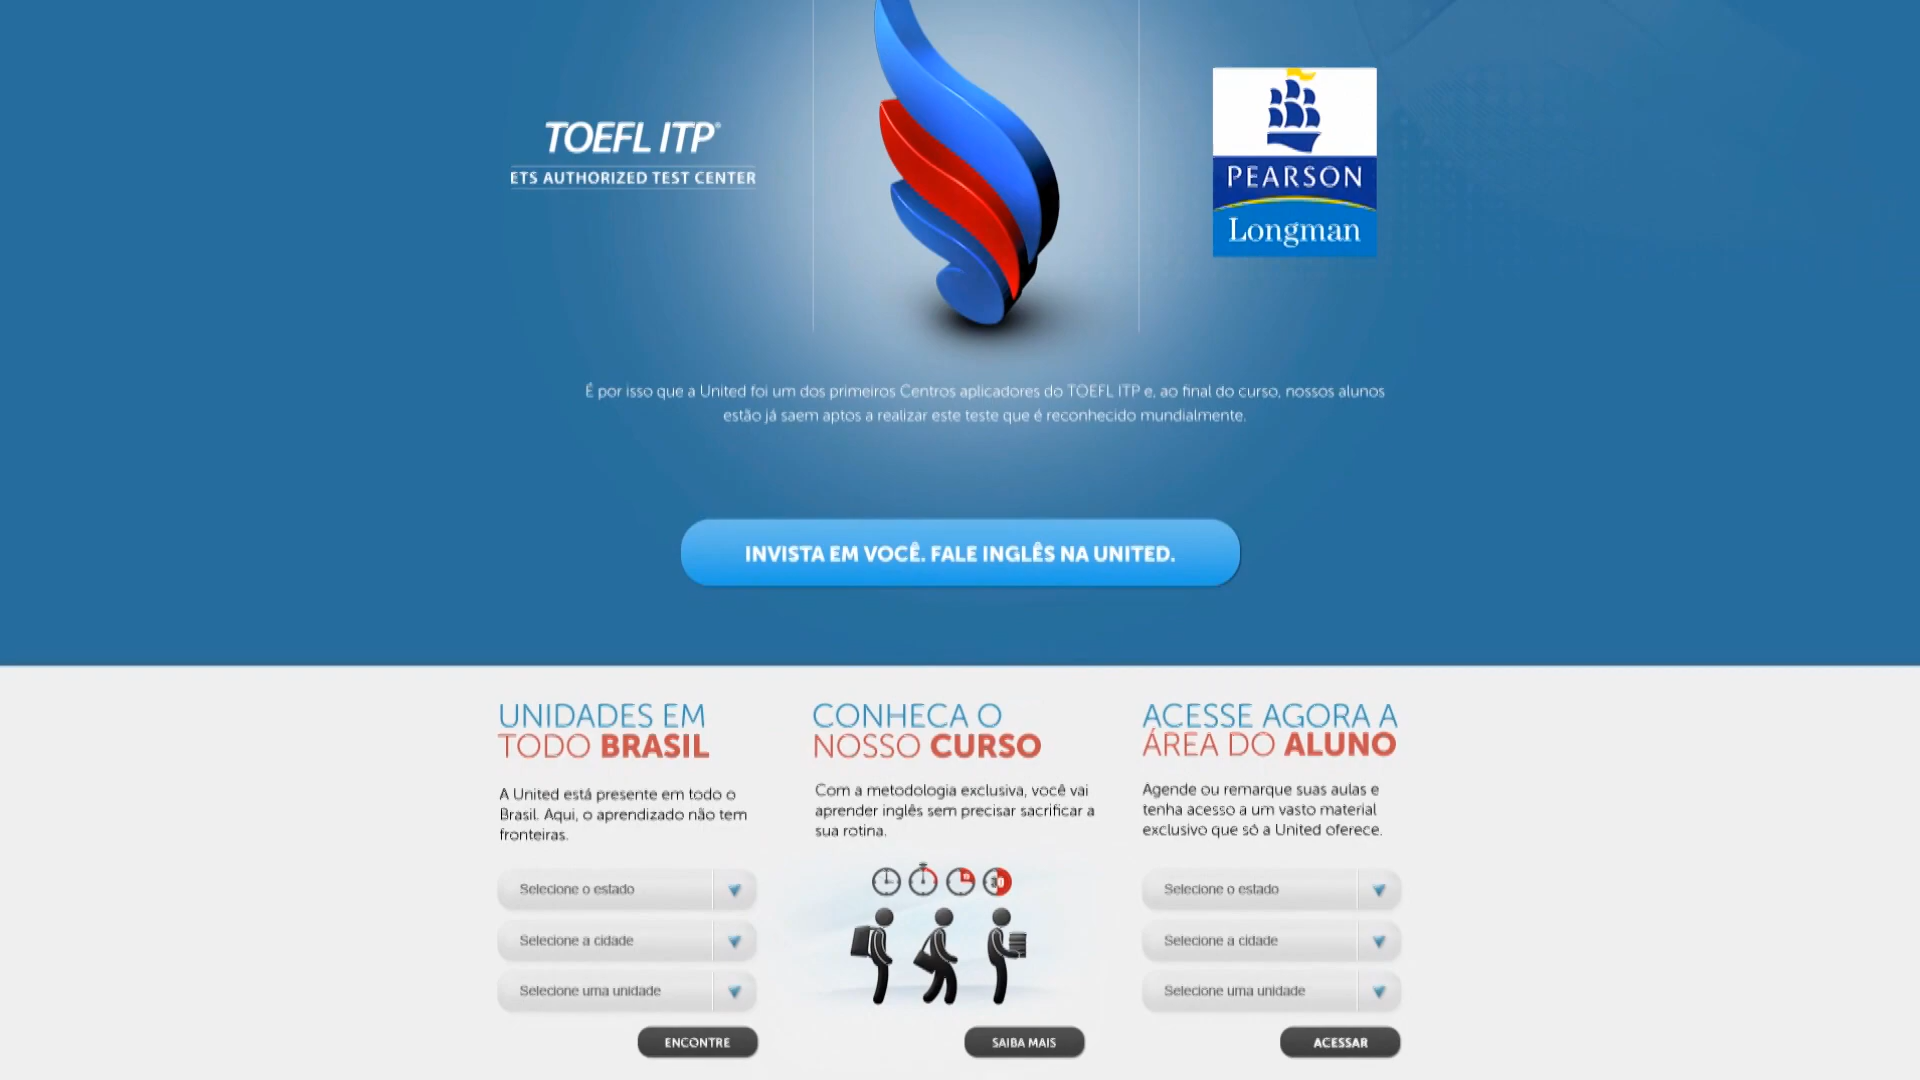 TOEFL ITP®
ETS AUTHORIZED TEST CENTER
PEARSON
Longman
É por isso que a United foi um dos primeiros Centros aplicadores do TOEFL ITP e, ao final do curso, nossos alunos
estão já saem aptos a realizar este teste que é reconhecido mundialmente.
INVISTA EM VOCÊ. FALE INGLÊS NA UNITED.
UNIDADES EM
TODO BRASIL
A United está presente em todo o
Brasil. Aqui, o aprendizado não tem
fronteiras.
Selecione o estado
Selecione a cidade
Selecione uma unidade
ENCONTRE
CONHECA O
NOSSO CURSO
Com a metodologia exclusiva, você vai
aprender inglês sem precisar sacrificar a
sua rotina.
30
SAIBA MAIS
ACESSE AGORA A
ÁREA DO ALUNO
Agende ou remarque suas aulas e
tenha acesso a um vasto material
exclusivo que só a United oferece.
Selecione o estado
Selecione a cidade
Selecione uma unidade
ACESSAR